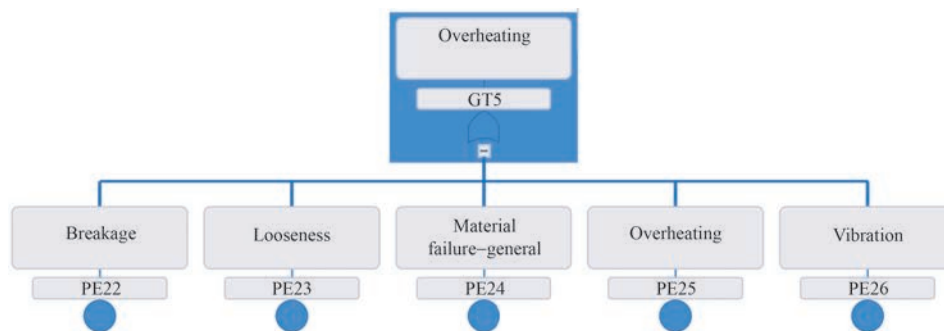 Overheating
GT5
Breakage
Looseness
Material
failure–general
Overheating
Vibration
PE22
PE23
PE24
PE25
PE26